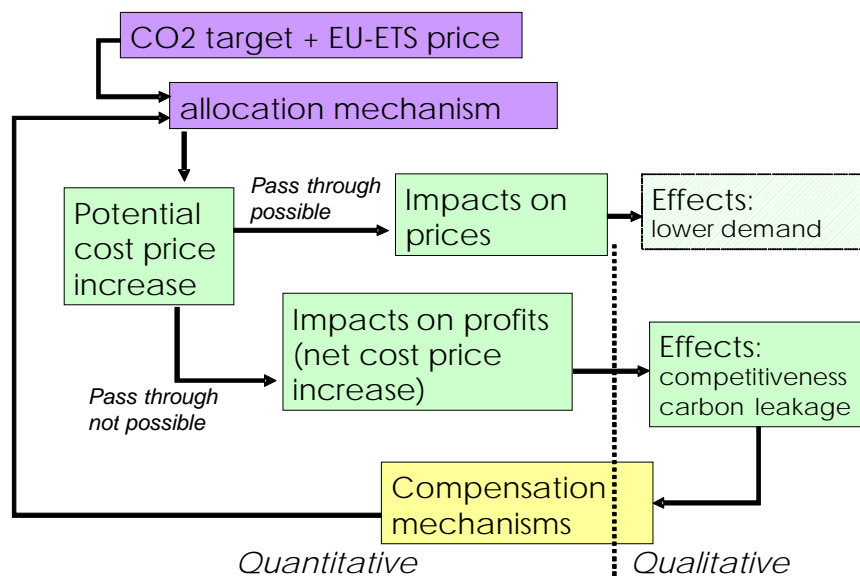 CO2 target + EU-ETS price
allocation mechanism
Pass through
possible
Potential
cost price
increase
Impacts on
prices
Effects:
lower demand
Impacts on profits
(net cost price
increase)
Effects:
competitiveness
carbon leakage
Pass through
not possible
Compensation
mechanisms
Quantitative
Qualitative